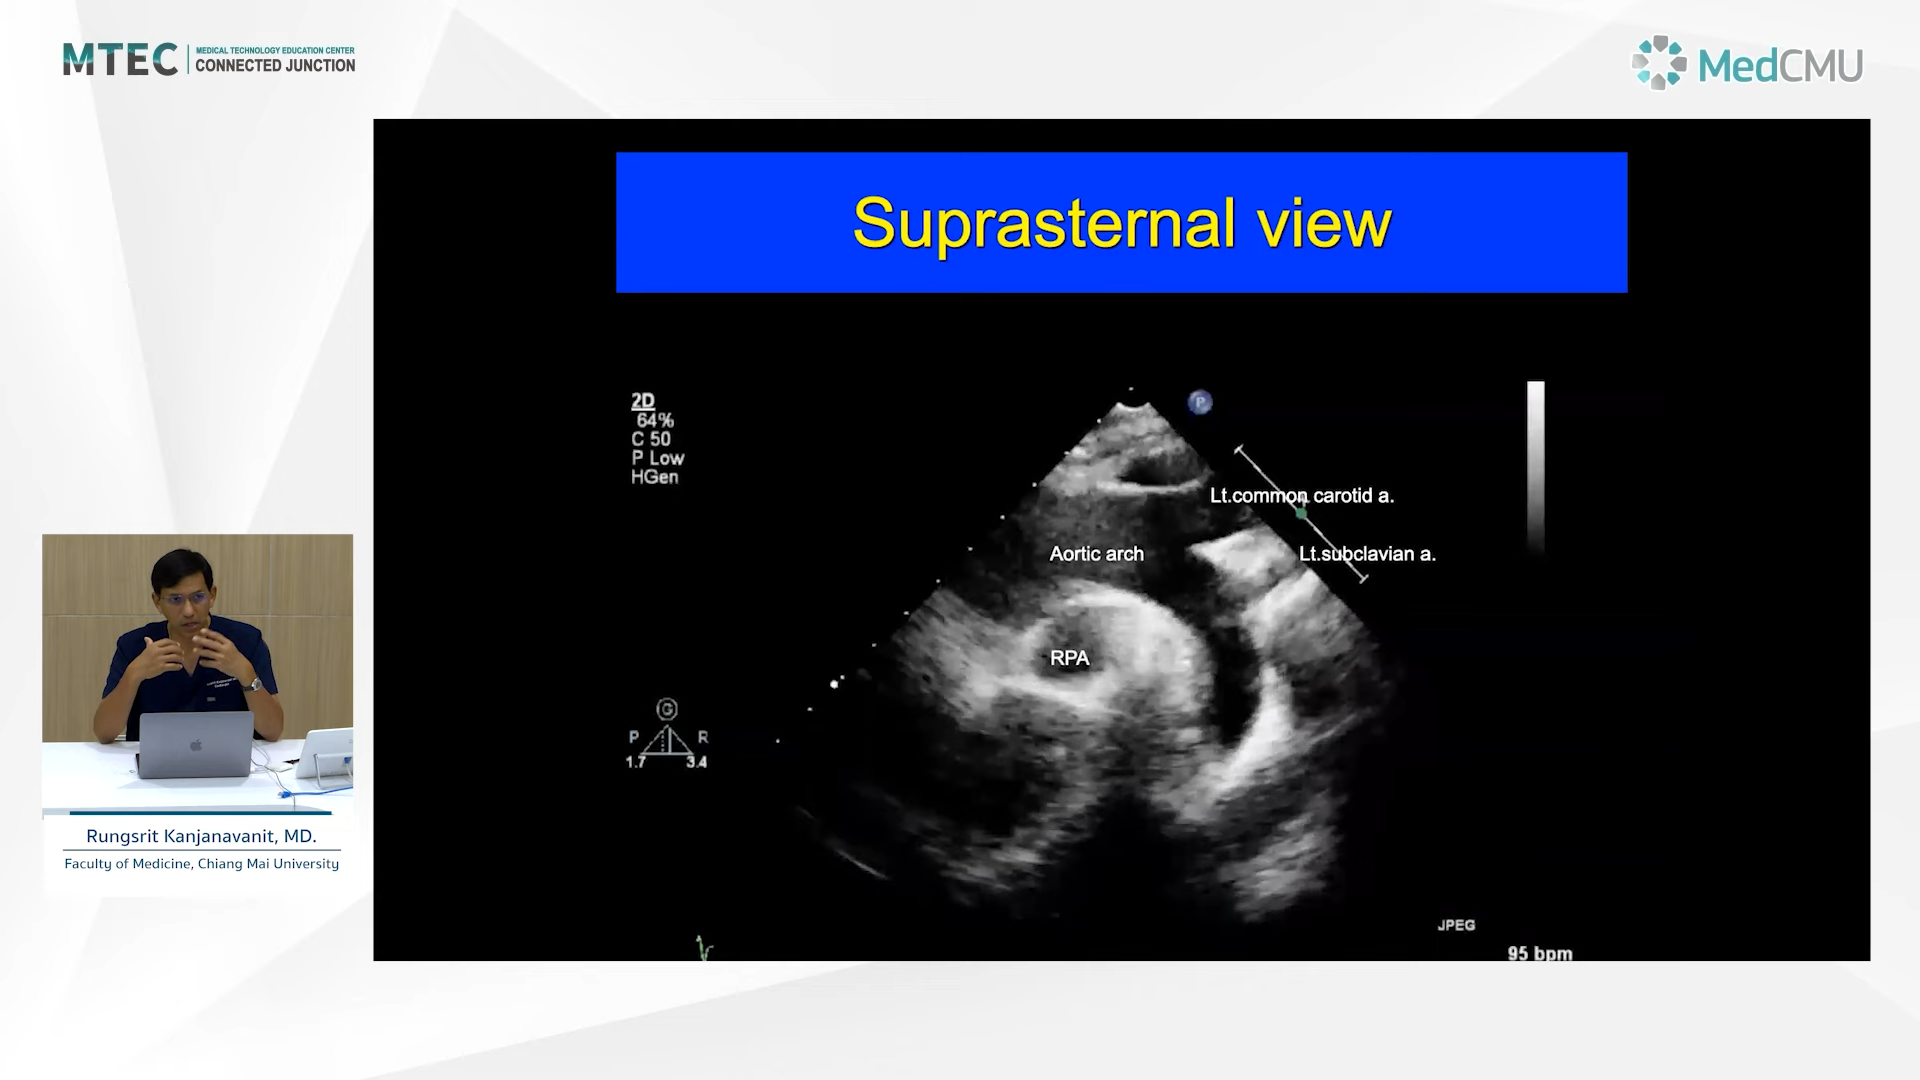 MTEC
MEDICAL TECHNOLOGY EDUCATION CENTER
CONNECTED JUNCTION
MedCMU
Suprasternal view
2D
64%
C 50
P Low
HGen
P
Lt.common carotid a.
Aortic arch
Lt.subclavian a.
RPA
G
P R
1.7 3.4
JPEG
95 bpm
Rungsrit Kanjanavanit, MD.
Faculty of Medicine, Chiang Mai University